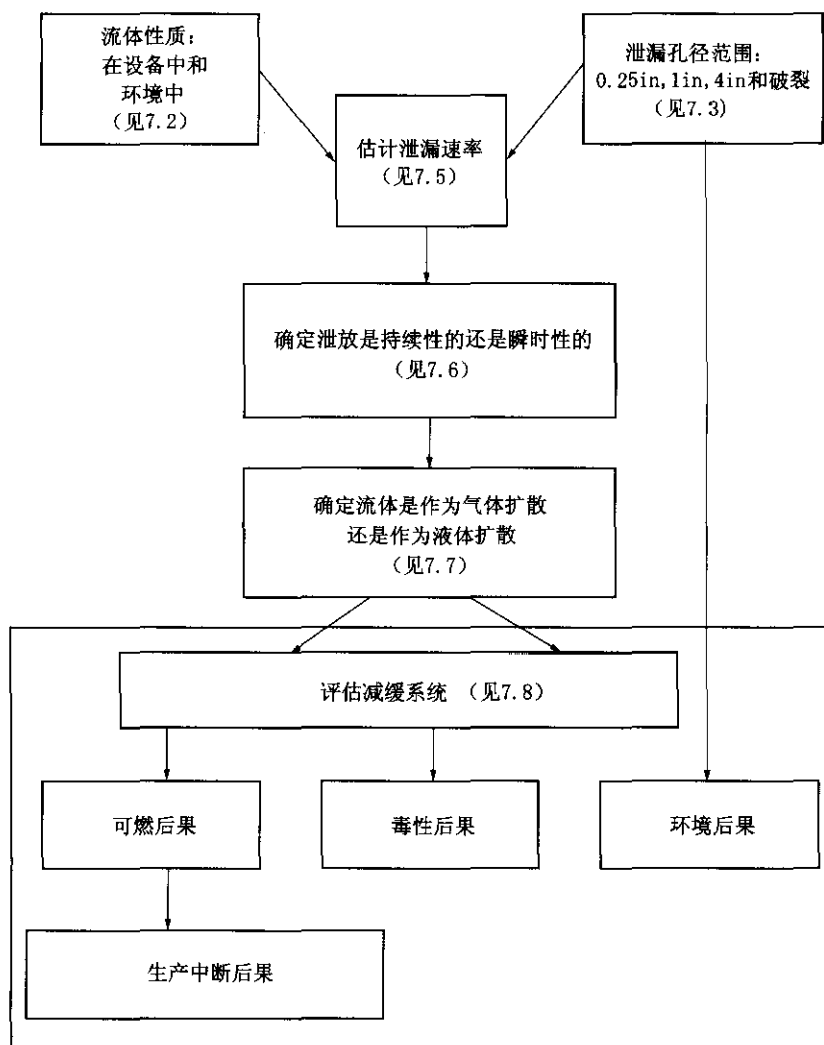 流体性质：
在设备中和
环境中
（见7.2）
泄漏孔径范围：
0.25in,1in,4in和破裂
（见7.3）
估计泄漏速率
（见7.5）
确定泄放是持续性的还是瞬时性的
（见7.6）
确定流体是作为气体扩散
还是作为液体扩散
（见7.7）
评估减缓系统 （见7.8）
可燃后果
毒性后果
环境后果
生产中断后果